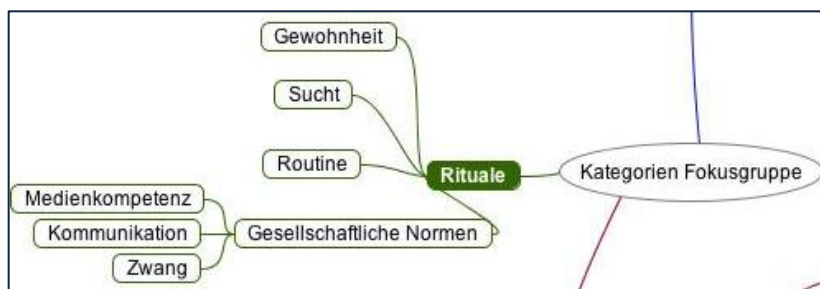 Gewohnheit
Sucht
Routine
Rituale
Kategorien Fokusgruppe
Medienkompetenz
Kommunikation
Gesellschaftliche Normen
Zwang